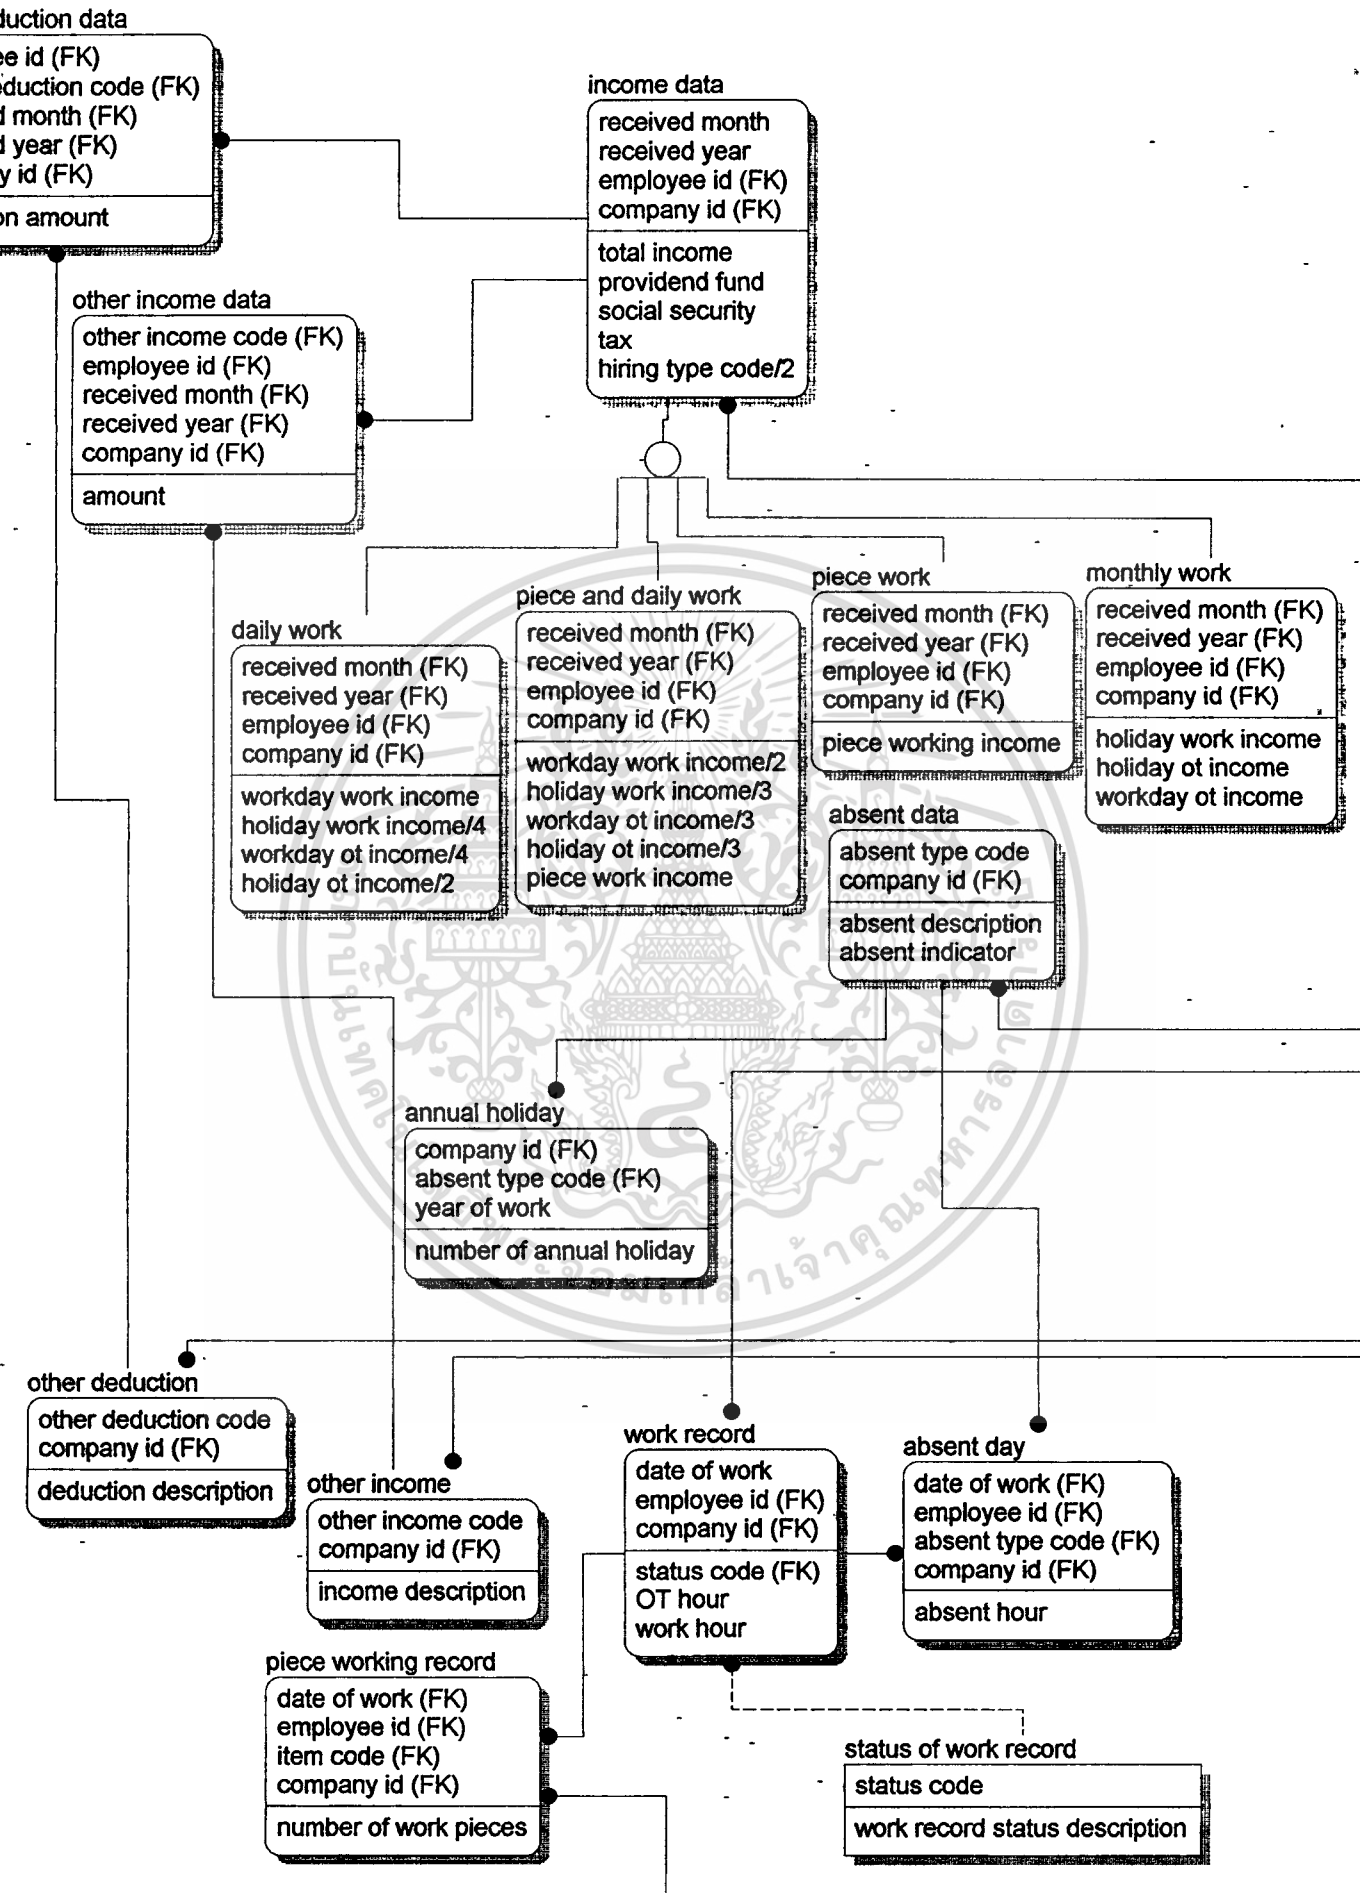 duction data
ee id (FK)
eduction code (FK)
d month (FK)
d year (FK)
y id (FK)
on amount
income data
received month
received year
employee id (FK)
company id (FK)
total income
providend fund
social security
tax
hiring type code/2
other income data
other income code (FK)
employee id (FK)
received month (FK)
received year (FK)
company id (FK)
amount
daily work
received month (FK)
received year (FK)
employee id (FK)
company id (FK)
workday work income
holiday work income/4
workday ot income/4
holiday ot income/2
piece and daily work
received month (FK)
received year (FK)
employee id (FK)
company id (FK)
workday work income/2
holiday work income/3
workday ot income/3
holiday ot income/3
piece work income
piece work
received month (FK)
received year (FK)
employee id (FK)
company id (FK)
piece working income
monthly work
received month (FK)
received year (FK)
employee id (FK)
company id (FK)
holiday work income
holiday ot income
workday ot income
absent data
absent type code
company id (FK)
absent description
absent indicator
annual holiday
company id (FK)
absent type code (FK)
year of work
number of annual holiday
other deduction
other deduction code
company id (FK)
deduction description
other income
other income code
company id (FK)
income description
work record
date of work
employee id (FK)
company id (FK)
status code (FK)
OT hour
work hour
absent day
date of work (FK)
employee id (FK)
absent type code (FK)
company id (FK)
absent hour
piece working record
date of work (FK)
employee id (FK)
item code (FK)
company id (FK)
number of work pieces
status of work record
status code
work record status description